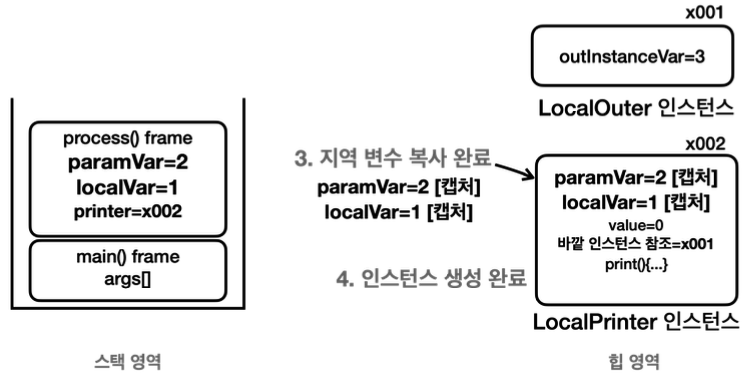 x001
outInstanceVar=3
LocalOuter 인스턴스
process() frame
paramVar=2
localVar=1
printer=x002
main() frame
args[]
스택 영역
3. 지역 변수 복사 완료
paramVar=2 [캡처]
localVar=1 [캡처]
4. 인스턴스 생성 완료
x002
paramVar=2 [캡처]
localVar=1 [캡처]
value=0
바깥 인스턴스 참조=x001
print(){...}
LocalPrinter 인스턴스
힙 영역